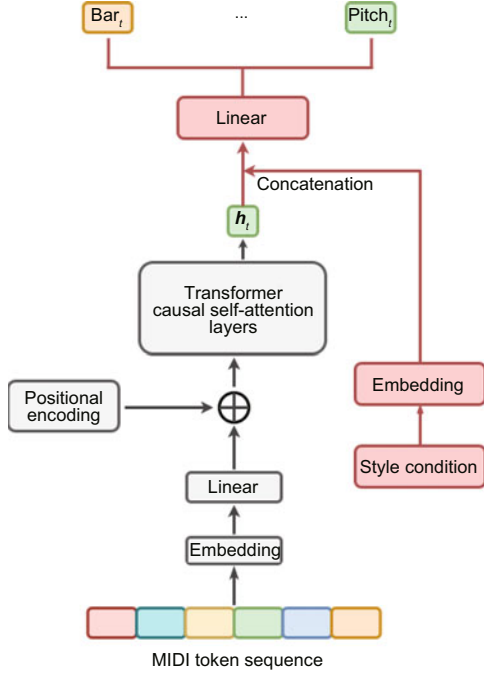 Bar_t ... Pitch_t
Linear
Concatenation
h_t
Transformer
causal self-attention
layers
Positional
encoding
Embedding
Style condition
Linear
Embedding
MIDI token sequence